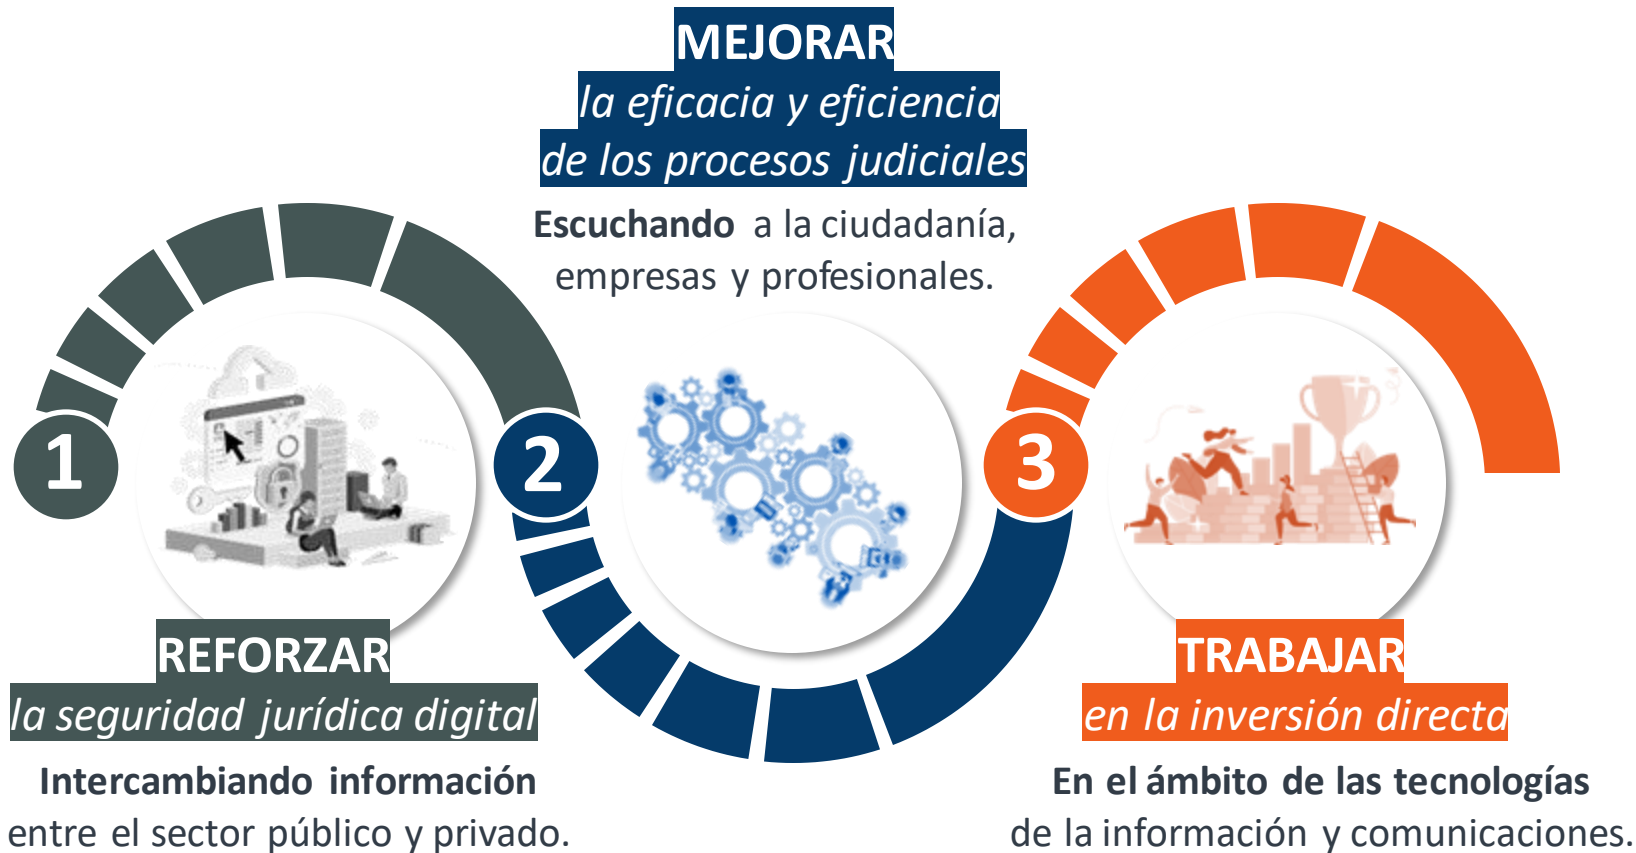 1
REFORZAR
la seguridad jurídica digital
Intercambiando información
entre el sector público y privado.
2
MEJORAR
la eficacia y eficiencia
de los procesos judiciales
Escuchando a la ciudadanía,
empresas y profesionales.
3
TRABAJAR
en la inversión directa
En el ámbito de las tecnologías
de la información y comunicaciones.